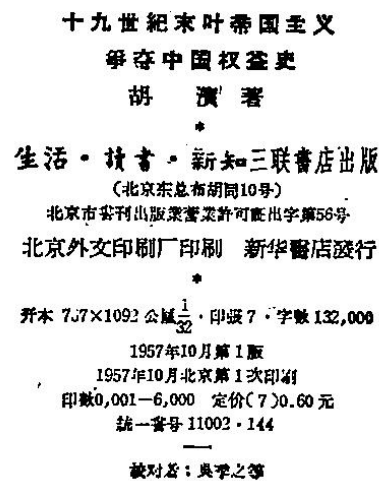 十九世紀末叶帝国主义
爭夺中国权益史
胡 濱 著
*
生活·讀書·新知三联書店出版
(北京东总布胡同10号)
北京市書刊出版業營業許可証出字第56号
北京外文印刷厂印刷 新华書店發行
*
开本 787×1092 公厘 1/32·印張 7·字數 132,000
1957年10月第1版
1957年10月北京第1次印刷
印数0,001—6,000 定价(7)0.60元
統一書号 11002·144
校对者:吳